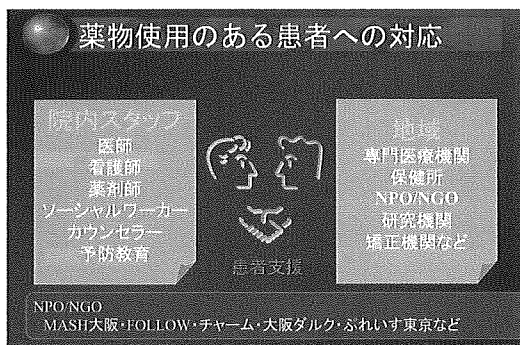 薬物使用のある患者への対応
院内スタッフ
医師
看護師
薬剤師
ソーシャルワーカー
カウンセラー
予防教育
地域
専門医療機関
保健所
NPO/NGO
研究機関
矯正機関など
患者支援
NPO/NGO
MASH大阪・FOLLOW・チャーム・大阪ダルク・ぷれいす東京など